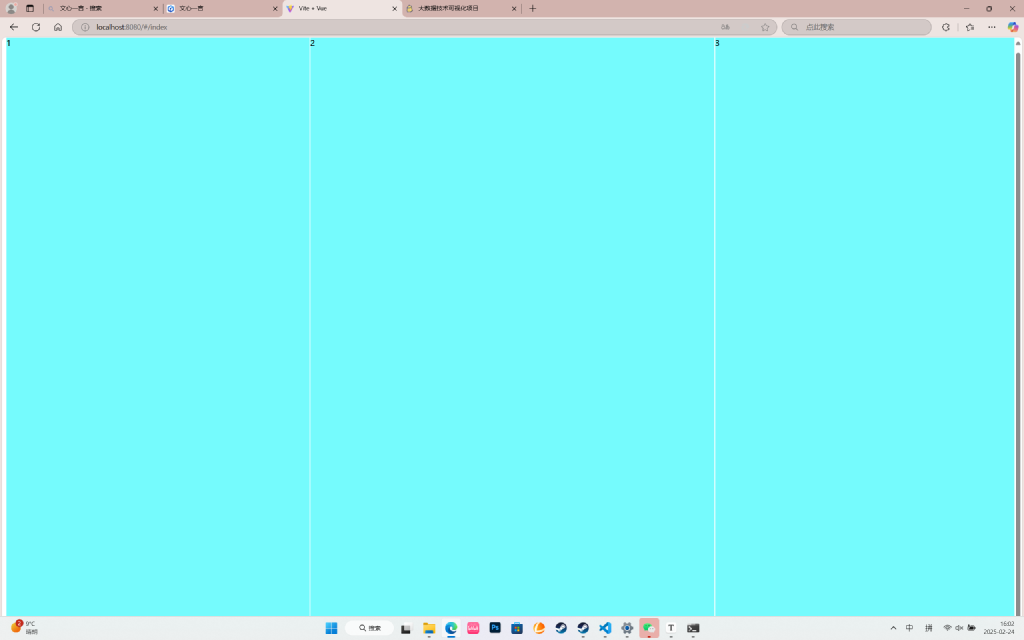 文心一言 - 搜索
文心一言
Vite + Vue
大数据技术可视化项目
localhost:8080/#/index
点此搜索
1
2
3
2
9°C
晴朗
搜索
Ps
T
中
拼
16:02
2025-02-24